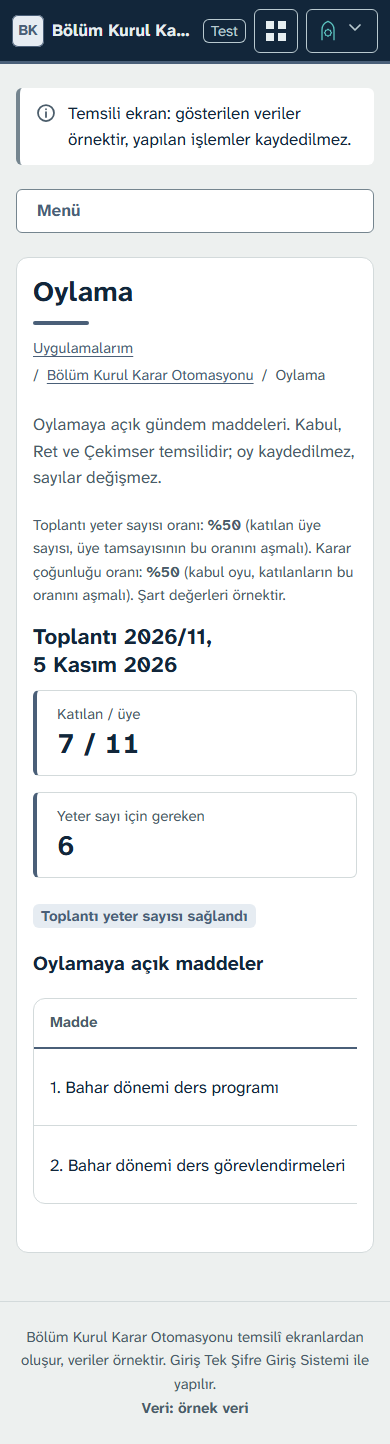 BK Bölüm Kurul Ka... Test
Temsili ekran: gösterilen veriler
örnektir, yapılan işlemler kaydedilmez.
Menü
Oylama
Uygulamalarım
/ Bölüm Kurul Karar Otomasyonu / Oylama
Oylamaya açık gündem maddeleri. Kabul,
Ret ve Çekimser temsilidir; oy kaydedilmez,
sayılar değişmez.
Toplantı yeter sayısı oranı: %50 (katılan üye
sayısı, üye tamsayısının bu oranını aşmalı). Karar
çoğunluğu oranı: %50 (kabul oyu, katılanların bu
oranını aşmalı). Şart değerleri örnektir.
Toplantı 2026/11,
5 Kasım 2026
Katılan / üye
7 / 11
Yeter sayı için gereken
6
Toplantı yeter sayısı sağlandı
Oylamaya açık maddeler
Madde
1. Bahar dönemi ders programı
2. Bahar dönemi ders görevlendirmeleri
Bölüm Kurul Karar Otomasyonu temsilî ekranlardan
oluşur, veriler örnektir. Giriş Tek Şifre Giriş Sistemi ile
yapılır.
Veri: örnek veri